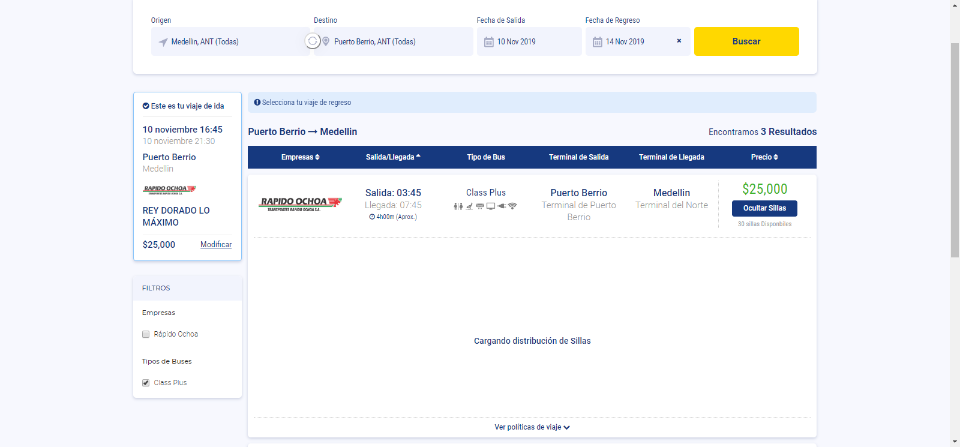 Origen
Destino
Fecha de Salida
Fecha de Regreso
Medellin, ANT (Todas)
Puerto Berrio, ANT (Todas)
10 Nov 2019
14 Nov 2019
×
Buscar
Este es tu viaje de ida
Selecciona tu viaje de regreso
10 noviembre 16:45
10 noviembre 21:30
Puerto Berrio
Medellin
RAPIDO OCHOA
REY DORADO LO
MÁXIMO
$25,000
Modificar
Puerto Berrio → Medellin
Encontramos 3 Resultados
Empresas
Salida/Llegada
Tipo de Bus
Terminal de Salida
Terminal de Llegada
Precio
RAPIDO OCHOA
Salida: 03:45
Llegada: 07:45
4h00m (Aprox.)
Class Plus
Puerto Berrio
Terminal de Puerto
Berrio
Medellin
Terminal del Norte
$25,000
Ocultar Sillas
30 sillas Disponibles
FILTROS
Empresas
Rápido Ochoa
Tipos de Buses
Class Plus
Cargando distribución de Sillas
Ver políticas de viaje